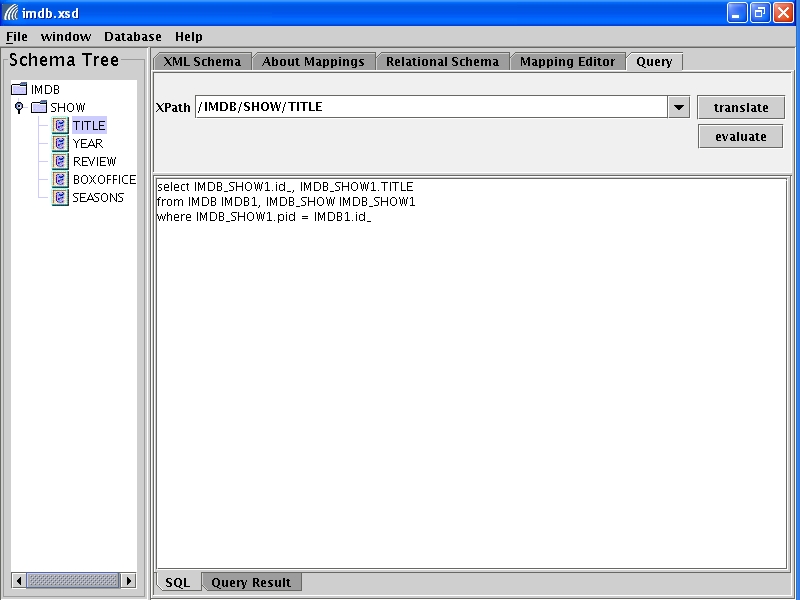 imdb.xsd
File window Database Help
Schema Tree
IMDB
SHOW
TITLE
YEAR
REVIEW
BOXOFFICE
SEASONS
XML Schema About Mappings Relational Schema Mapping Editor Query
XPath /IMDB/SHOW/TITLE translate
evaluate
select IMDB_SHOW1.id_, IMDB_SHOW1.TITLE
from IMDB IMDB1, IMDB_SHOW IMDB_SHOW1
where IMDB_SHOW1.pid = IMDB1.id_
SQL Query Result